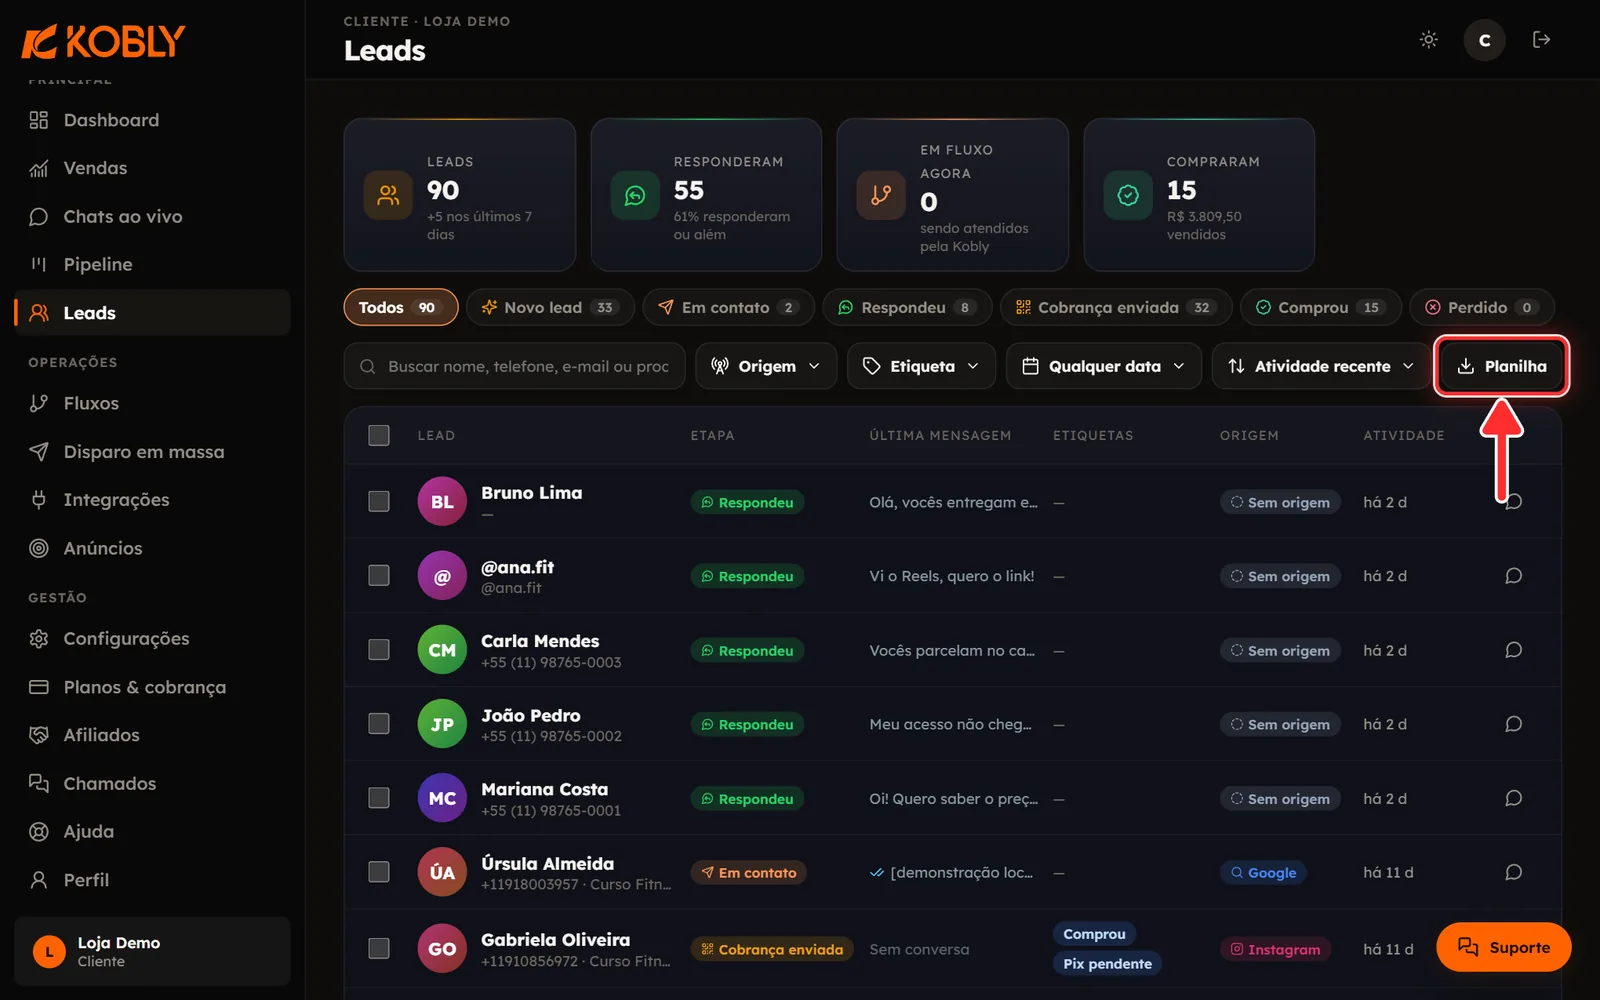 KOBLY
PRINCIPAL
Dashboard
Vendas
Chats ao vivo
Pipeline
Leads
OPERAÇÕES
Fluxos
Disparo em massa
Integrações
Anúncios
GESTÃO
Configurações
Planos & cobrança
Afiliados
Chamados
Ajuda
Perfil
L
Loja Demo
Cliente
CLIENTE · LOJA DEMO
Leads
C
LEADS
90
+5 nos últimos 7
dias
RESPONDERAM
55
61% responderam
ou além
EM FLUXO
AGORA
0
sendo atendidos
pela Kobly
COMPRARAM
15
R$ 3.809,50
vendidos
Todos 90
Novo lead 33
Em contato 2
Respondeu 8
Cobrança enviada 32
Comprou 15
Perdido 0
Buscar nome, telefone, e-mail ou proc
Origem
Etiqueta
Qualquer data
Atividade recente
Planilha
LEAD ETAPA ÚLTIMA MENSAGEM ETIQUETAS ORIGEM ATIVIDADE
BL Bruno Lima Respondeu Olá, vocês entregam e... — Sem origem há 2 d
—
@ @ana.fit Respondeu Vi o Reels, quero o link! — Sem origem há 2 d
@ana.fit
CM Carla Mendes Respondeu Vocês parcelam no ca... — Sem origem há 2 d
+55 (11) 98765-0003
JP João Pedro Respondeu Meu acesso não cheg... — Sem origem há 2 d
+55 (11) 98765-0002
MC Mariana Costa Respondeu Oi! Quero saber o preç... — Sem origem há 2 d
+55 (11) 98765-0001
ÚA Úrsula Almeida Em contato [demonstração loc... — Google há 11 d
+11918003957 · Curso Fitn...
GO Gabriela Oliveira Cobrança enviada Sem conversa Comprou Pix pendente Instagram há 11 d
+11910856972 · Curso Fitn...
Suporte